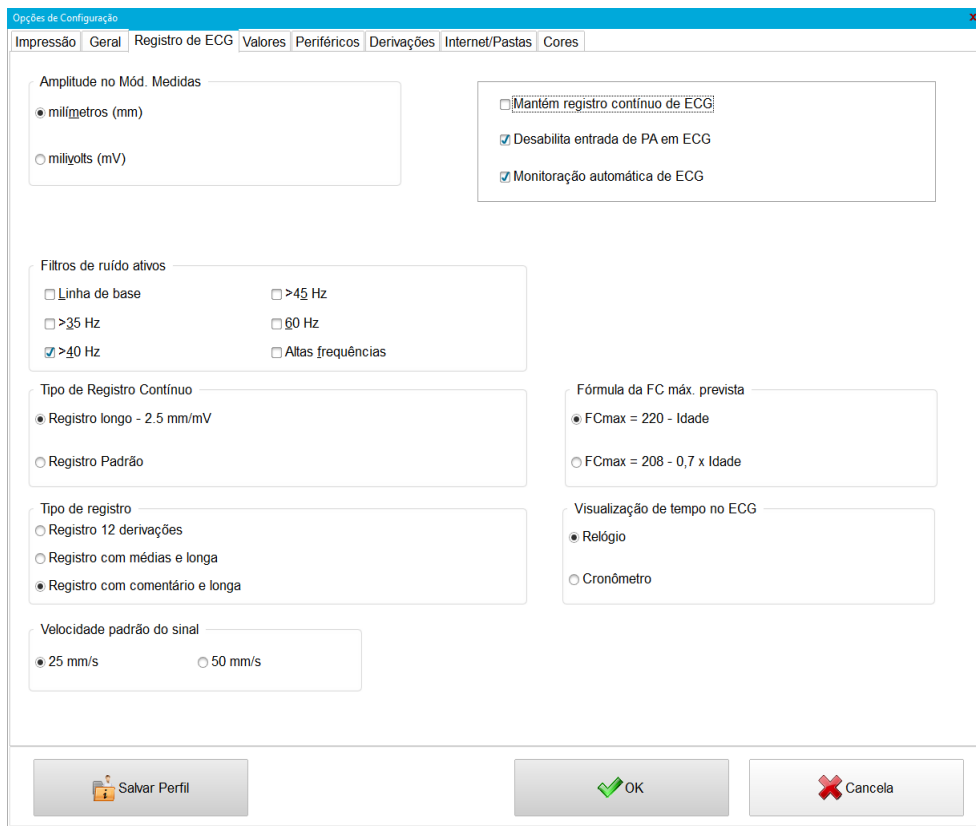 Opções de Configuração
x
Impressão Geral Registro de ECG Valores Periféricos Derivações Internet/Pastas Cores
Amplitude no Mód. Medidas
milímetros (mm)
milivolts (mV)
Mantém registro contínuo de ECG
Desabilita entrada de PA em ECG
Monitoração automática de ECG
Filtros de ruído ativos
Linha de base
>45 Hz
>35 Hz
60 Hz
>40 Hz
Altas frequências
Tipo de Registro Contínuo
Registro longo - 2.5 mm/mV
Registro Padrão
Fórmula da FC máx. prevista
FCmax = 220 - Idade
FCmax = 208 - 0,7 x Idade
Tipo de registro
Registro 12 derivações
Registro com médias e longa
Registro com comentário e longa
Visualização de tempo no ECG
Relógio
Cronômetro
Velocidade padrão do sinal
25 mm/s
50 mm/s
Salvar Perfil
OK
Cancela